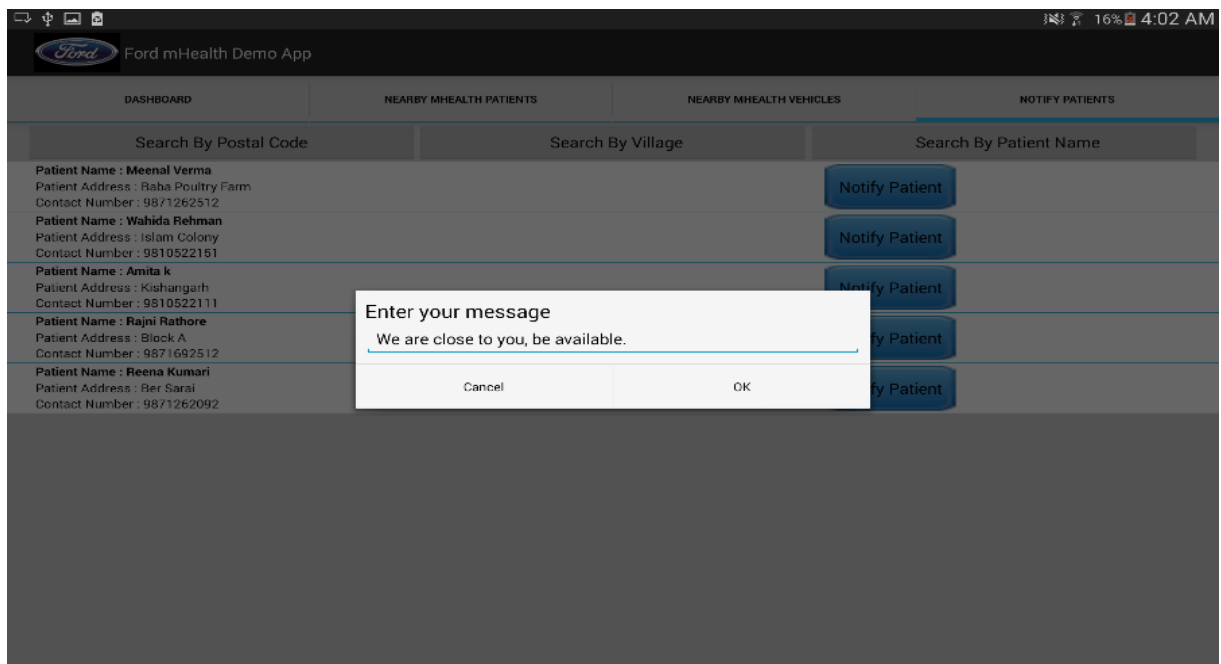 16% 4:02 AM
Ford Ford mHealth Demo App
DASHBOARD NEARBY MHEALTH PATIENTS NEARBY MHEALTH VEHICLES NOTIFY PATIENTS
Search By Postal Code Search By Village Search By Patient Name
Patient Name : Meenal Verma
Patient Address : Baba Poultry Farm
Contact Number : 9871262512
Notify Patient
Patient Name : Wahida Rehman
Patient Address : Islam Colony
Contact Number : 9810522151
Notify Patient
Patient Name : Amita k
Patient Address : Kishangarh
Contact Number : 9810522111
Notify Patient
Patient Name : Rajni Rathore
Patient Address : Block A
Contact Number : 9871692512
fy Patient
Patient Name : Reena Kumari
Patient Address : Ber Sarai
Contact Number : 9871262092
fy Patient
Enter your message
We are close to you, be available.
Cancel OK